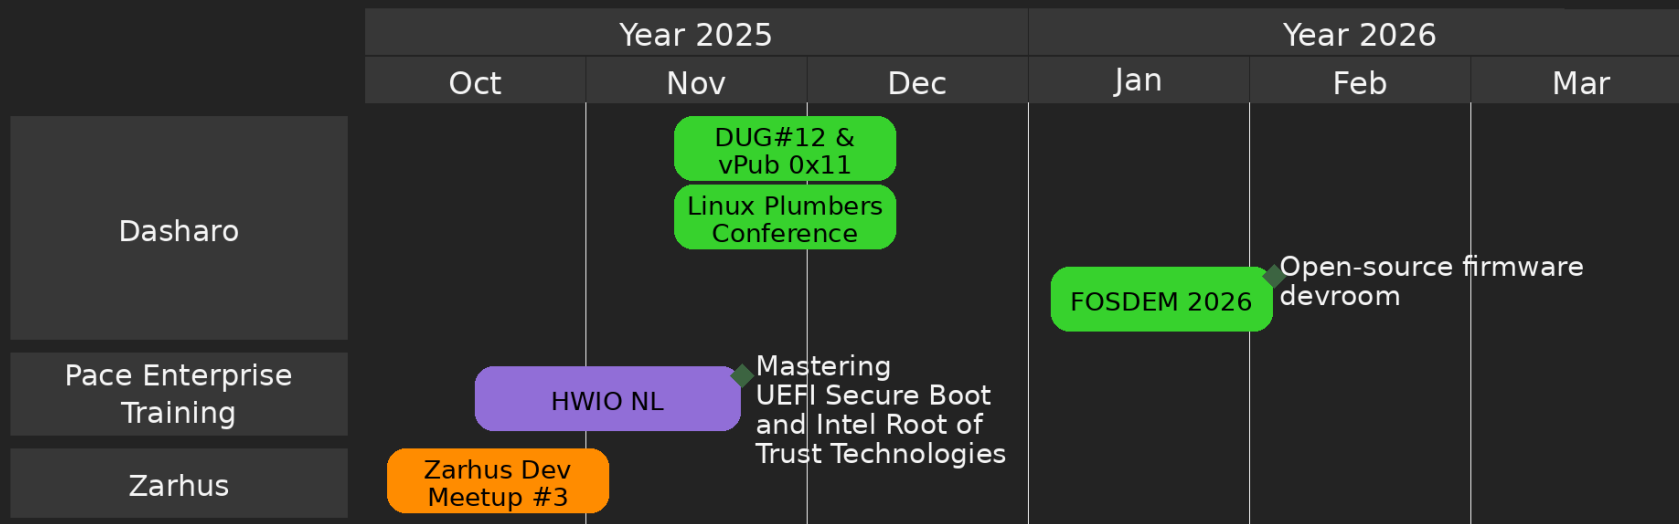 Year 2025
Year 2026
Oct
Nov
Dec
Jan
Feb
Mar
Dasharo
DUG#12 &
vPub 0x11
Linux Plumbers
Conference
FOSDEM 2026
Open-source firmware
devroom
Pace Enterprise
Training
HWIO NL
Mastering
UEFI Secure Boot
and Intel Root of
Trust Technologies
Zarhus
Zarhus Dev
Meetup #3